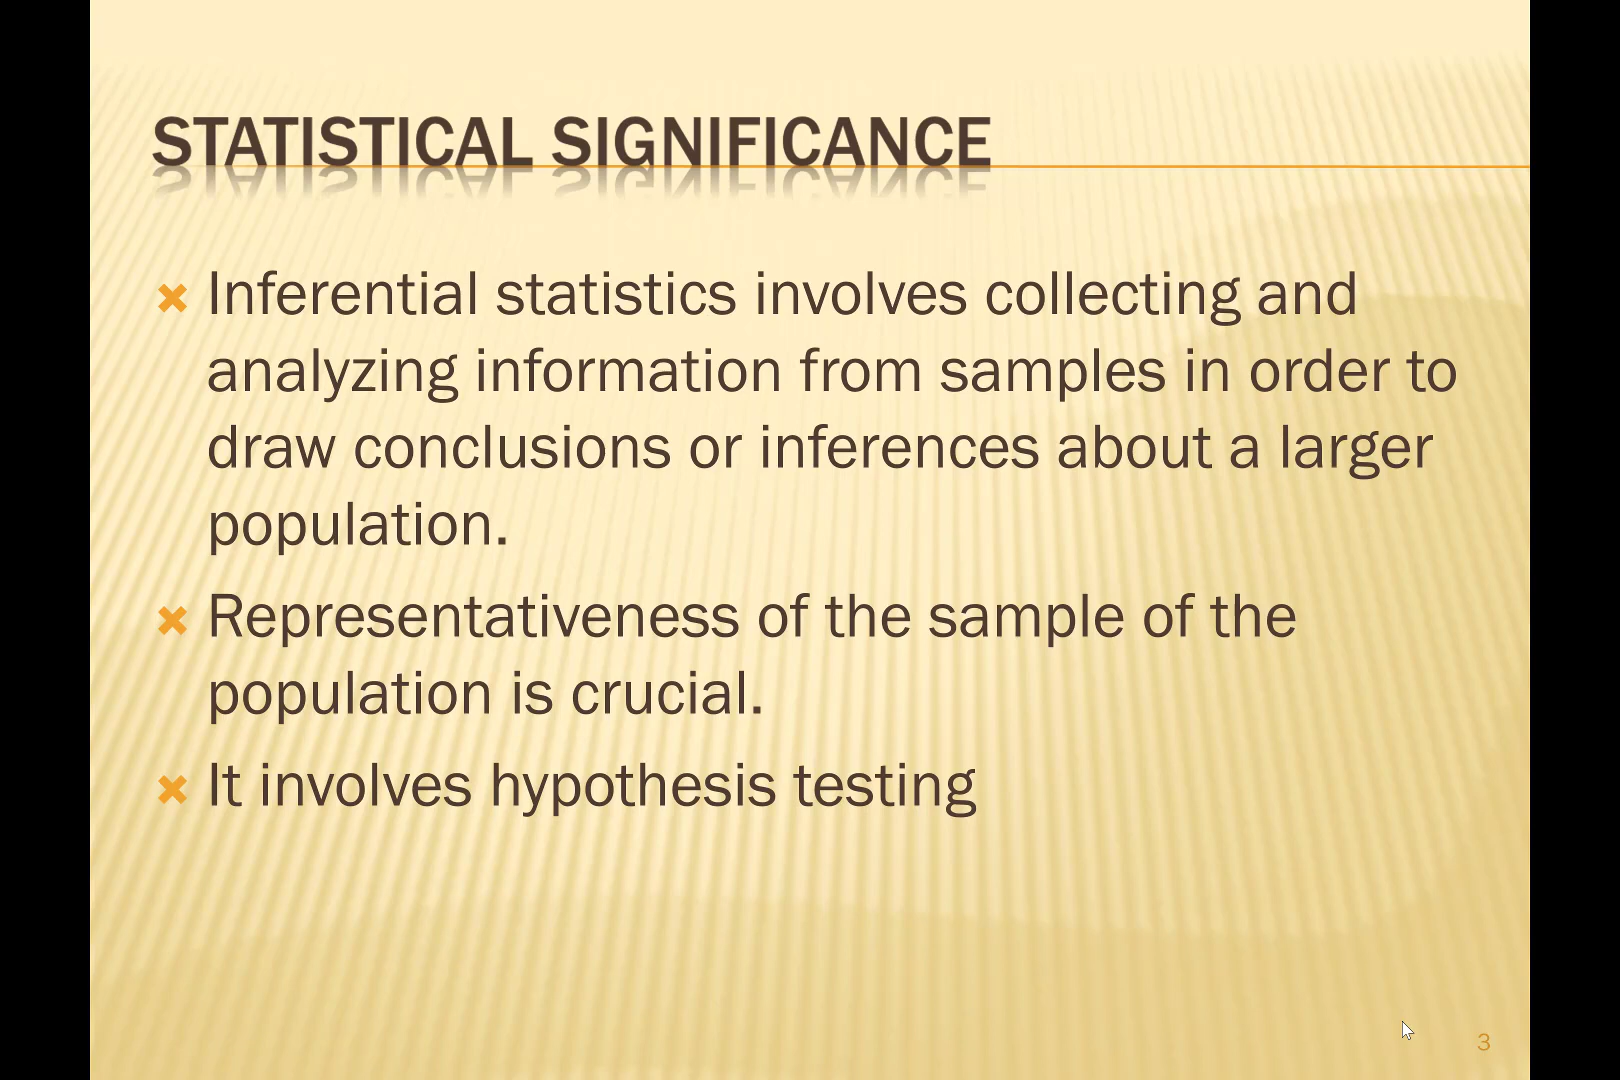 STATISTICAL SIGNIFICANCE
Inferential statistics involves collecting and
analyzing information from samples in order to
draw conclusions or inferences about a larger
population.
Representativeness of the sample of the
population is crucial.
It involves hypothesis testing
3